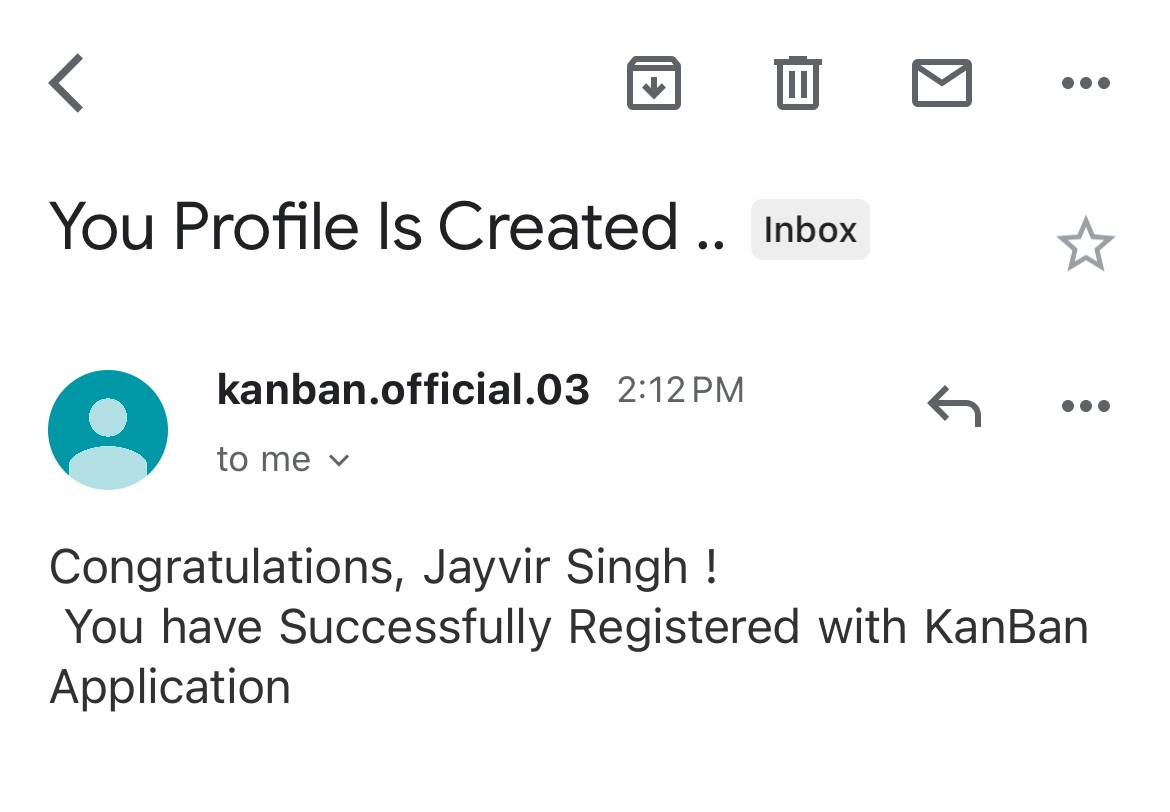 You Profile Is Created .. Inbox
kanban.official.03 2:12 PM
to me
Congratulations, Jayvir Singh !
You have Successfully Registered with KanBan
Application